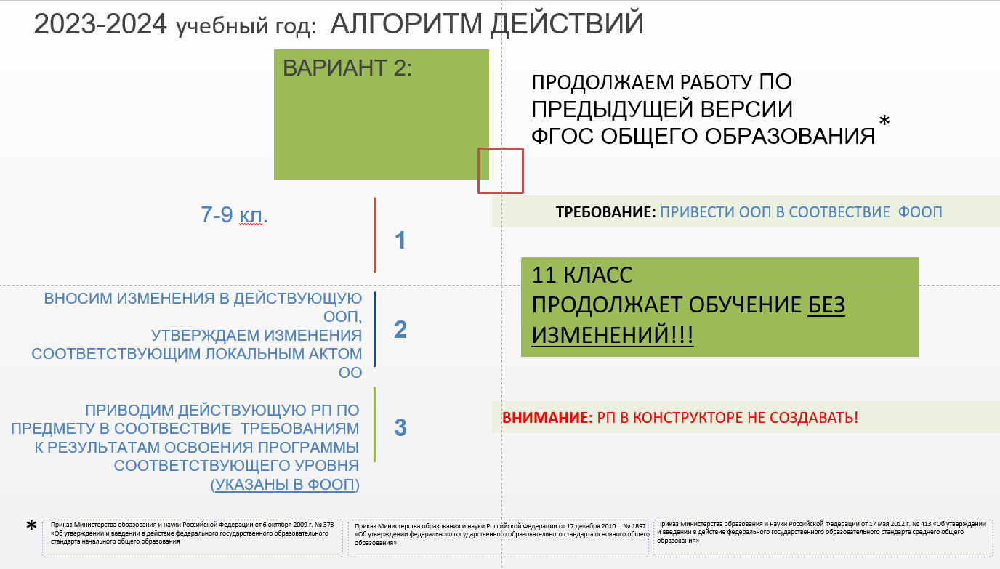 2023-2024 учебный год: АЛГОРИТМ ДЕЙСТВИЙ
ВАРИАНТ 2:
ПРОДОЛЖАЕМ РАБОТУ ПО
ПРЕДЫДУЩЕЙ ВЕРСИИ
ФГОС ОБЩЕГО ОБРАЗОВАНИЯ *
7-9 кл.
1
ТРЕБОВАНИЕ: ПРИВЕСТИ ООП В СООТВЕСТВИЕ ФООП
11 КЛАСС
ПРОДОЛЖАЕТ ОБУЧЕНИЕ БЕЗ
ИЗМЕНЕНИЙ!!!
ВНОСИМ ИЗМЕНЕНИЯ В ДЕЙСТВУЮЩУЮ
ООП,
УТВЕРЖДАЕМ ИЗМЕНЕНИЯ
СООТВЕТСТВУЮЩИМ ЛОКАЛЬНЫМ АКТОМ
ОО
2
ПРИВОДИМ ДЕЙСТВУЮЩУЮ РП ПО
ПРЕДМЕТУ В СООТВЕСТВИЕ ТРЕБОВАНИЯМ
К РЕЗУЛЬТАТАМ ОСВОЕНИЯ ПРОГРАММЫ
СООТВЕТСТВУЮЩЕГО УРОВНЯ
(УКАЗАНЫ В ФООП)
3
ВНИМАНИЕ: РП В КОНСТРУКТОРЕ НЕ СОЗДАВАТЬ!
*
Приказ Министерства образования и науки Российской Федерации от 6 октября 2009 г. № 373
«Об утверждении и введении в действие федерального государственного образовательного
стандарта начального общего образования
Приказ Министерства образования и науки Российской Федерации от 17 декабря 2010 г. № 1897
«Об утверждении федерального государственного образовательного стандарта основного общего
образования»
Приказ Министерства образования и науки Российской Федерации от 17 мая 2012 г. № 413 «Об утверждении
и введении в действие федерального государственного образовательного стандарта среднего общего
образования»